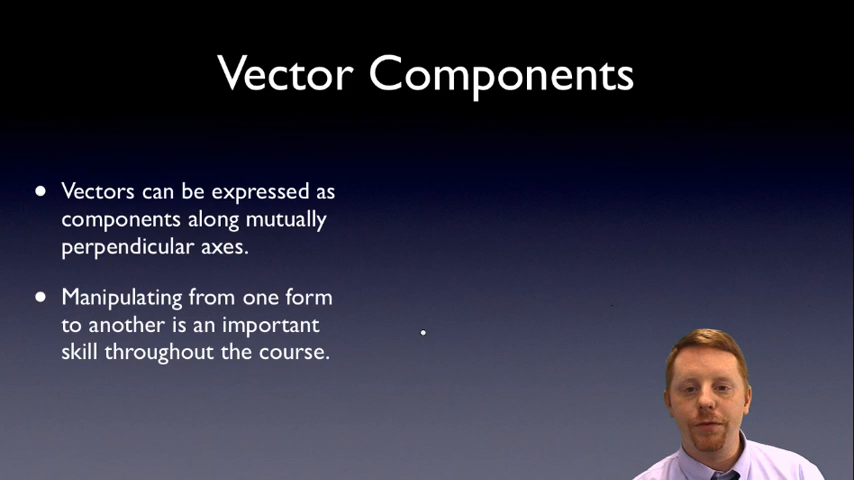 Vector Components
• Vectors can be expressed as
components along mutually
perpendicular axes.
• Manipulating from one form
to another is an important
skill throughout the course.